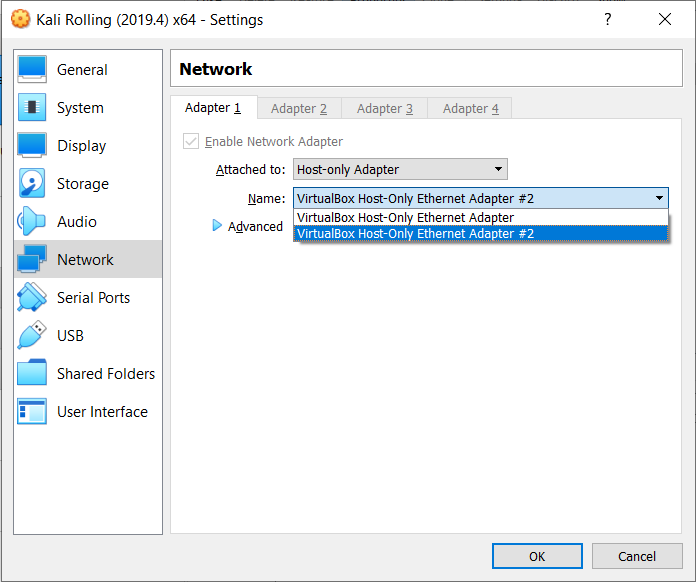 Kali Rolling (2019.4) x64 - Settings
?
General
System
Display
Storage
Audio
Network
Serial Ports
USB
Shared Folders
User Interface
Network
Adapter 1 Adapter 2 Adapter 3 Adapter 4
Enable Network Adapter
Attached to: Host-only Adapter
Name: VirtualBox Host-Only Ethernet Adapter #2
VirtualBox Host-Only Ethernet Adapter
VirtualBox Host-Only Ethernet Adapter #2
Advanced
OK Cancel